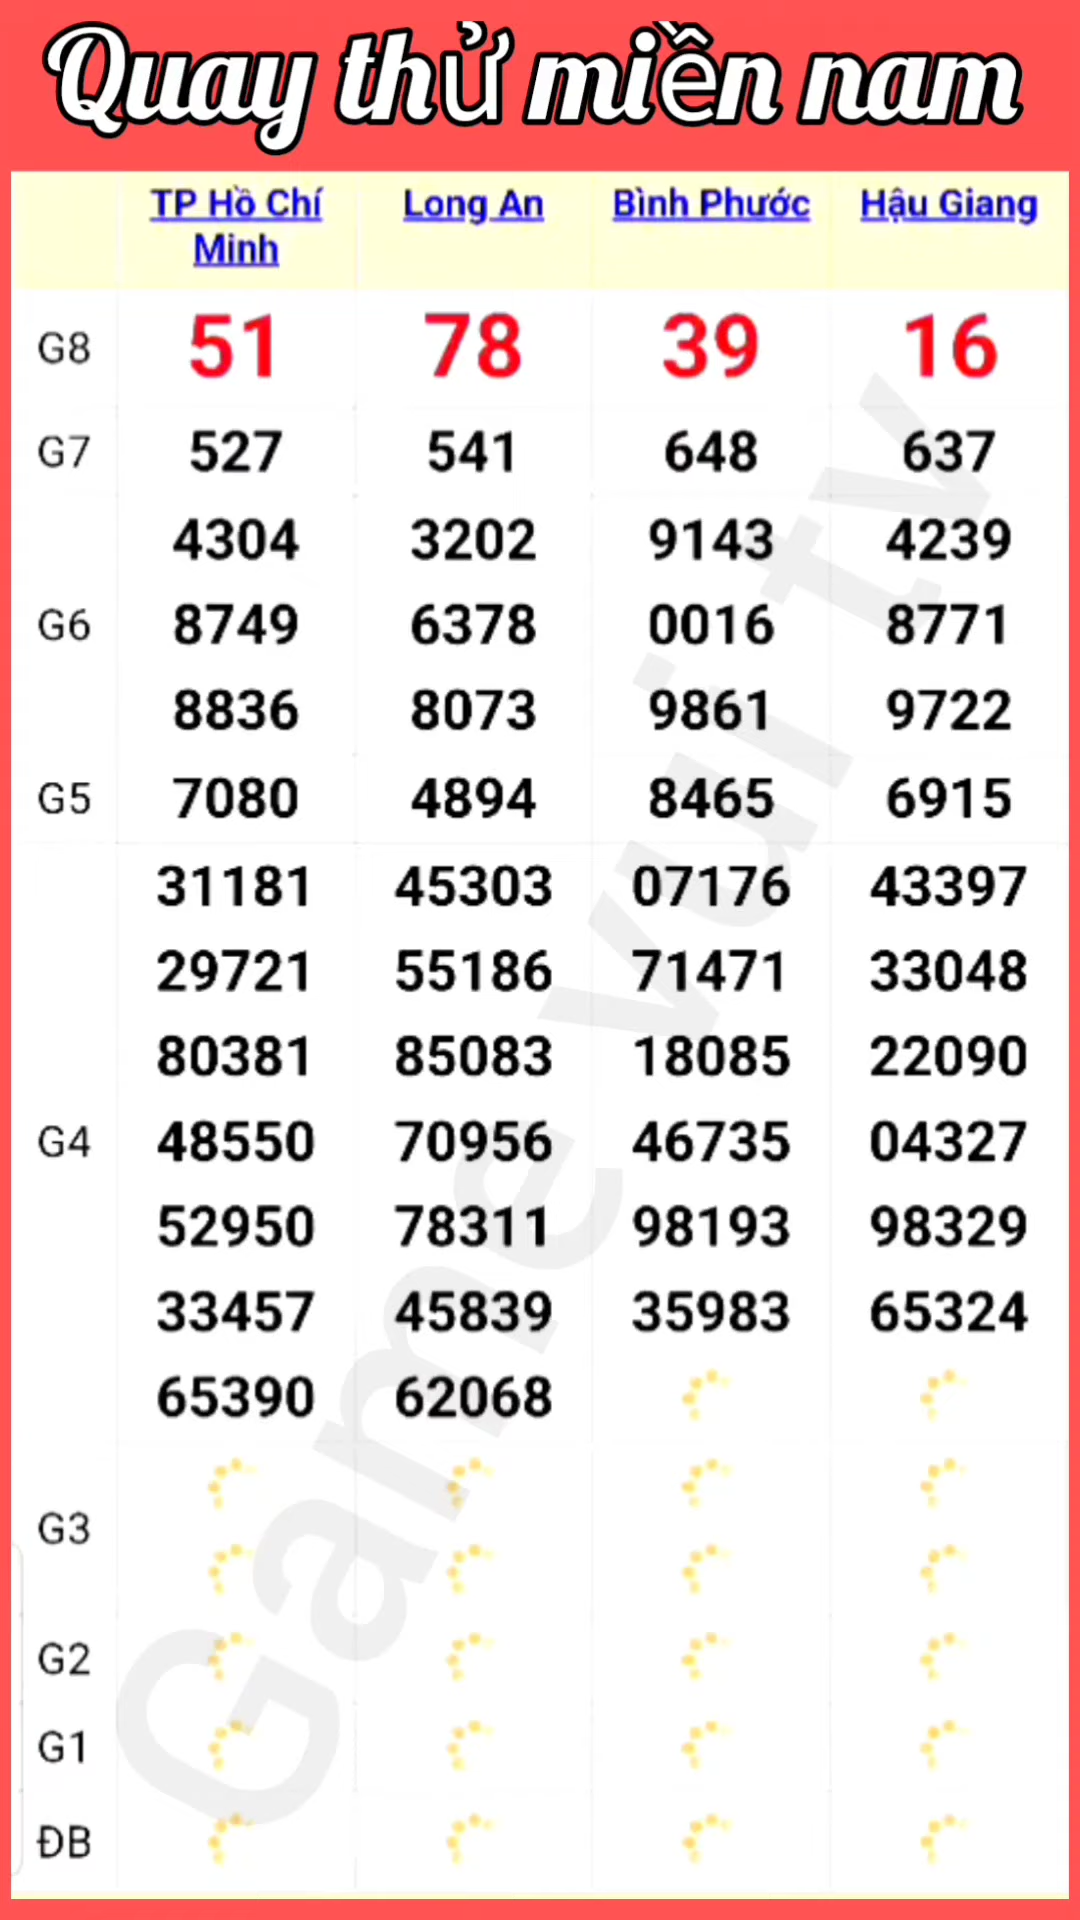 Quay thử miền nam
TP Hồ Chí Minh Long An Bình Phước Hậu Giang
G8 51 78 39 16
G7 527 541 648 637
4304 3202 9143 4239
G6 8749 6378 0016 8771
8836 8073 9861 9722
G5 7080 4894 8465 6915
31181 45303 07176 43397
29721 55186 71471 33048
80381 85083 18085 22090
G4 48550 70956 46735 04327
52950 78311 98193 98329
33457 45839 35983 65324
65390 62068
G3
G2
G1
ĐB
Game vui tv